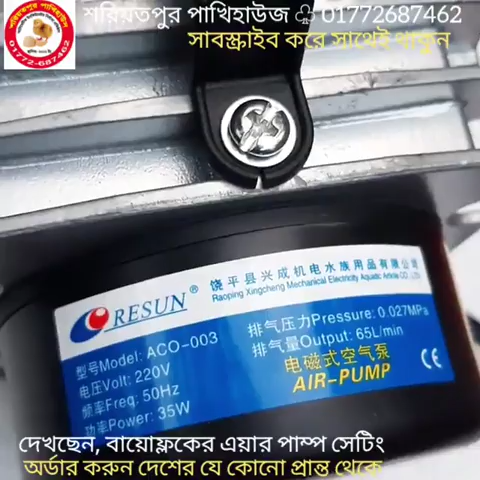 শরিয়তপুর পাখিহাউজ ♧ 01772687462
সাবস্ক্রাইব করে সাথেই থাকুন
শরিয়তপুর পাখিহাউজ
01772-687462
RESUN®
饶平县兴成机电水族用品有限公司
Raoping Xingcheng Mechanical Electricity Aquatic Article CO.,LTD.
型号Model: ACO-003
电压Volt: 220V
频率Freq: 50Hz
功率Power: 35W
排气压力Pressure: 0.027MPa
排气量Output: 65L/min
电磁式空气泵
AIR-PUMP
CE
দেখছেন, বায়োফ্লকের এয়ার পাম্প সেটিং
অর্ডার করুন দেশের যে কোনো প্রান্ত থেকে